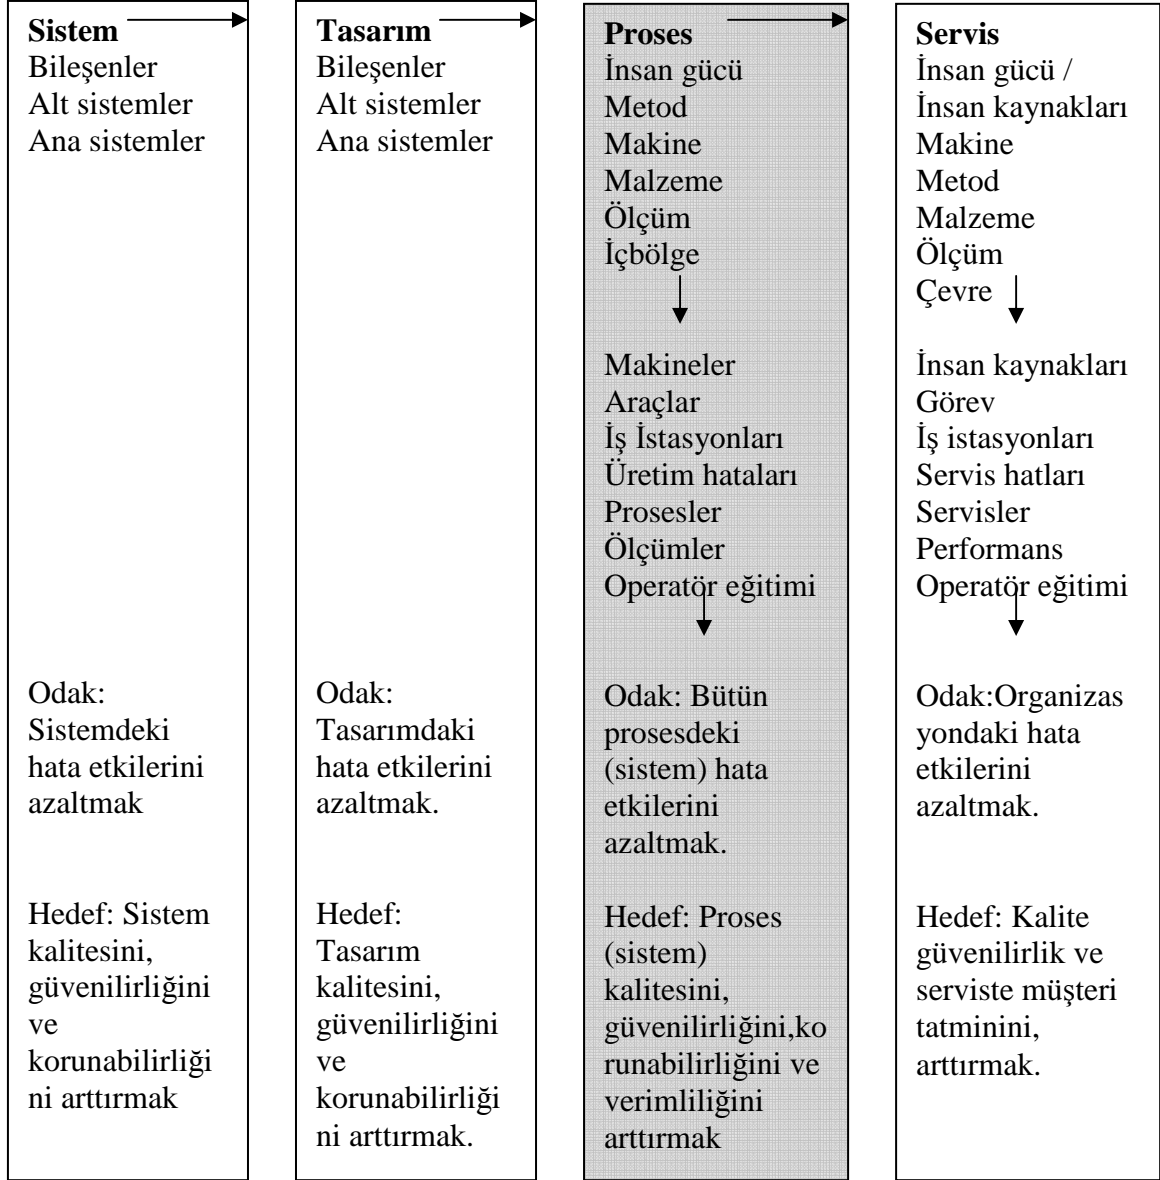 Sistem
Bileşenler
Alt sistemler
Ana sistemler
Odak:
Sistemdeki
hata etkilerini
azaltmak
Hedef: Sistem
kalitesini,
güvenilirliğini
ve
korunabilirliği
ni arttırmak
Tasarım
Bileşenler
Alt sistemler
Ana sistemler
Odak:
Tasarımdaki
hata etkilerini
azaltmak.
Hedef:
Tasarım
kalitesini,
güvenilirliğini
ve
korunabilirliği
ni arttırmak.
Proses
İnsan gücü
Metod
Makine
Malzeme
Ölçüm
İçbölge
Makineler
Araçlar
İş İstasyonları
Üretim hataları
Prosesler
Ölçümler
Operatör eğitimi
Odak: Bütün
prosesdeki
(sistem) hata
etkilerini
azaltmak.
Hedef: Proses
(sistem)
kalitesini,
güvenilirliğini,ko
runabilirliğini ve
verimliliğini
arttırmak
Servis
İnsan gücü /
İnsan kaynakları
Makine
Metod
Malzeme
Ölçüm
Çevre
İnsan kaynakları
Görev
İş istasyonları
Servis hatları
Servisler
Performans
Operatör eğitimi
Odak:Organizas
yondaki hata
etkilerini
azaltmak.
Hedef: Kalite
güvenilirlik ve
serviste müşteri
tatminini,
arttırmak.